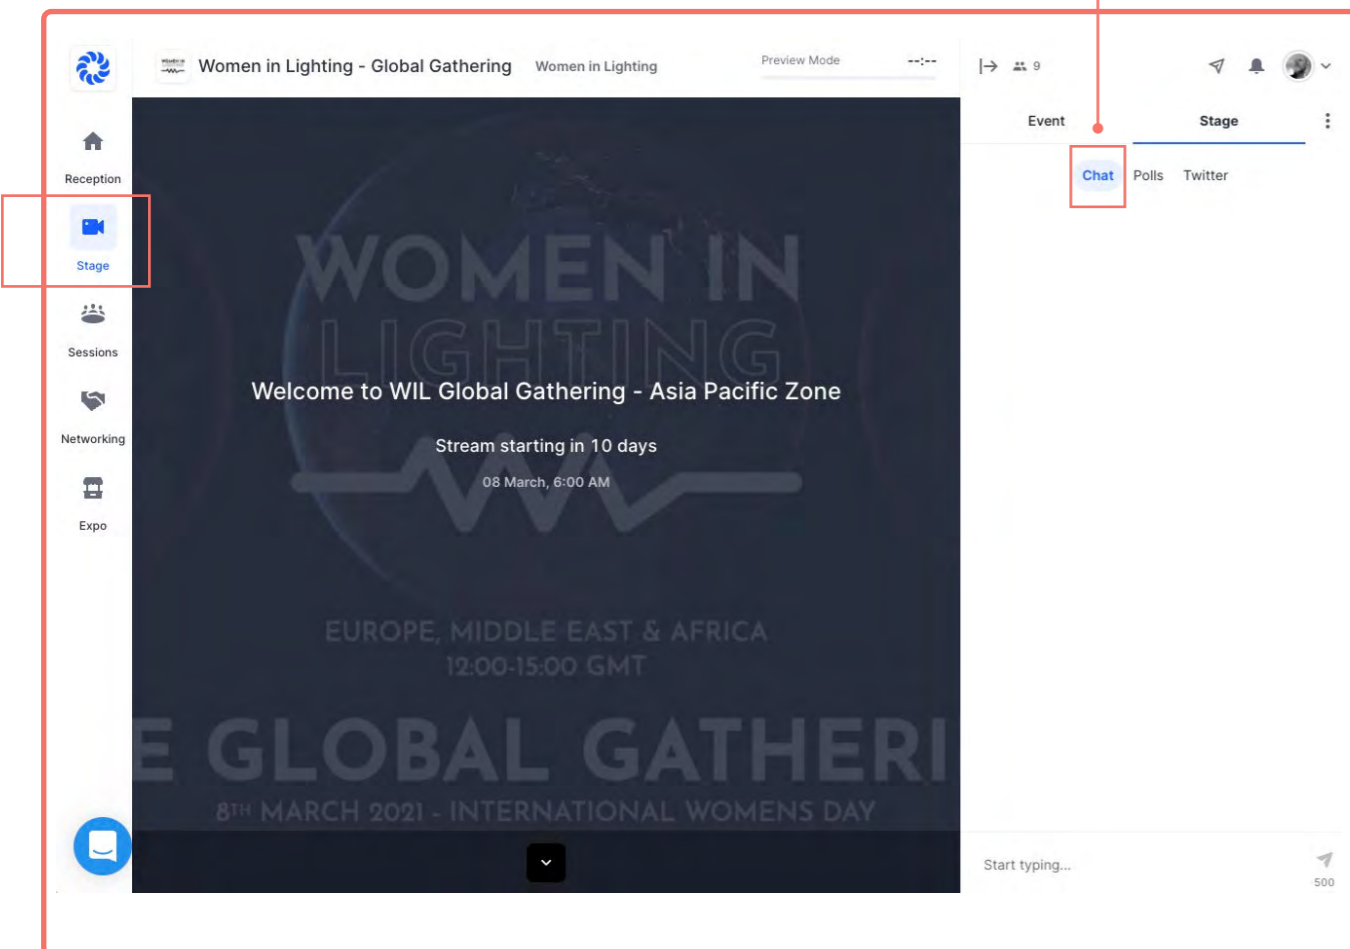 Women in Lighting - Global Gathering
Women in Lighting
Preview Mode
--:--
9
Reception
Stage
Sessions
Networking
Expo
WOMEN IN
LIGHTING
Welcome to WIL Global Gathering - Asia Pacific Zone
Stream starting in 10 days
08 March, 6:00 AM
EUROPE, MIDDLE EAST & AFRICA
12:00-15:00 GMT
E GLOBAL GATHERI
8TH MARCH 2021 - INTERNATIONAL WOMENS DAY
Event
Stage
Chat
Polls
Twitter
Start typing...
500